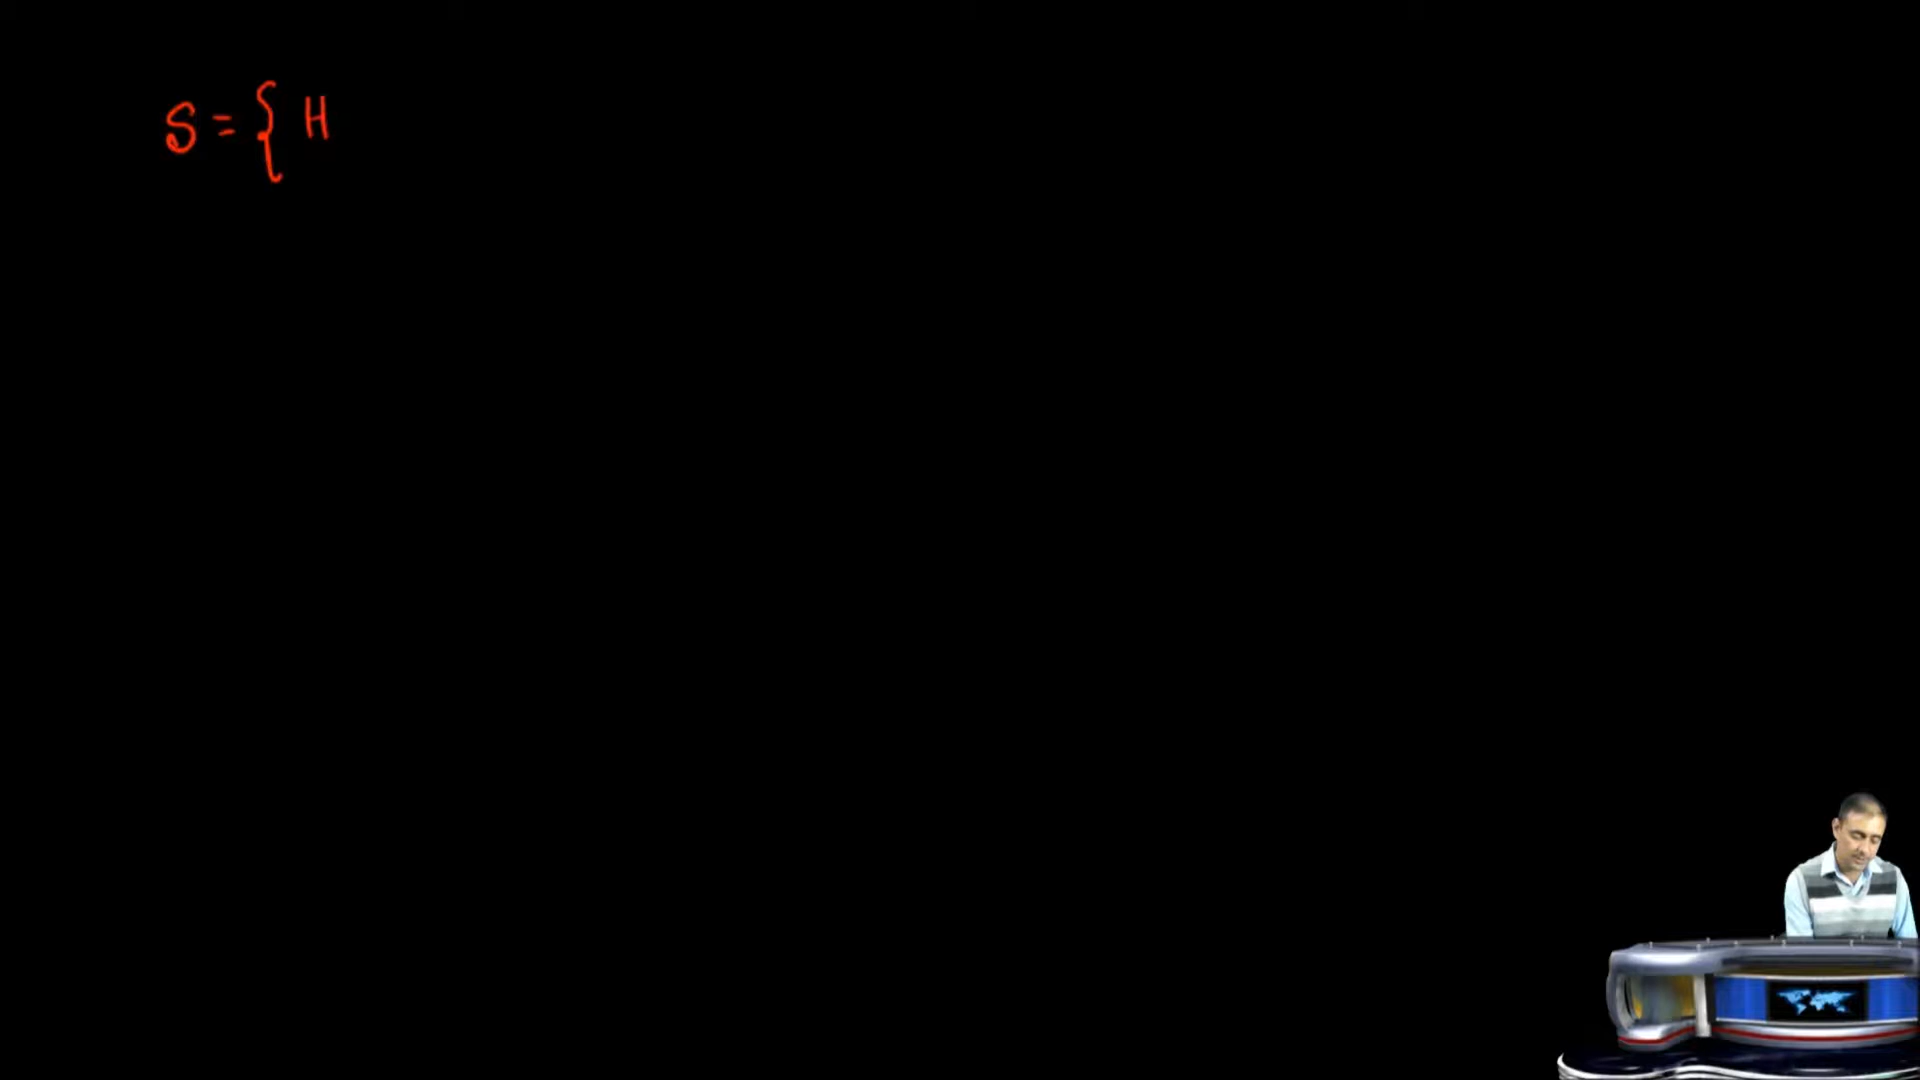 S = { H